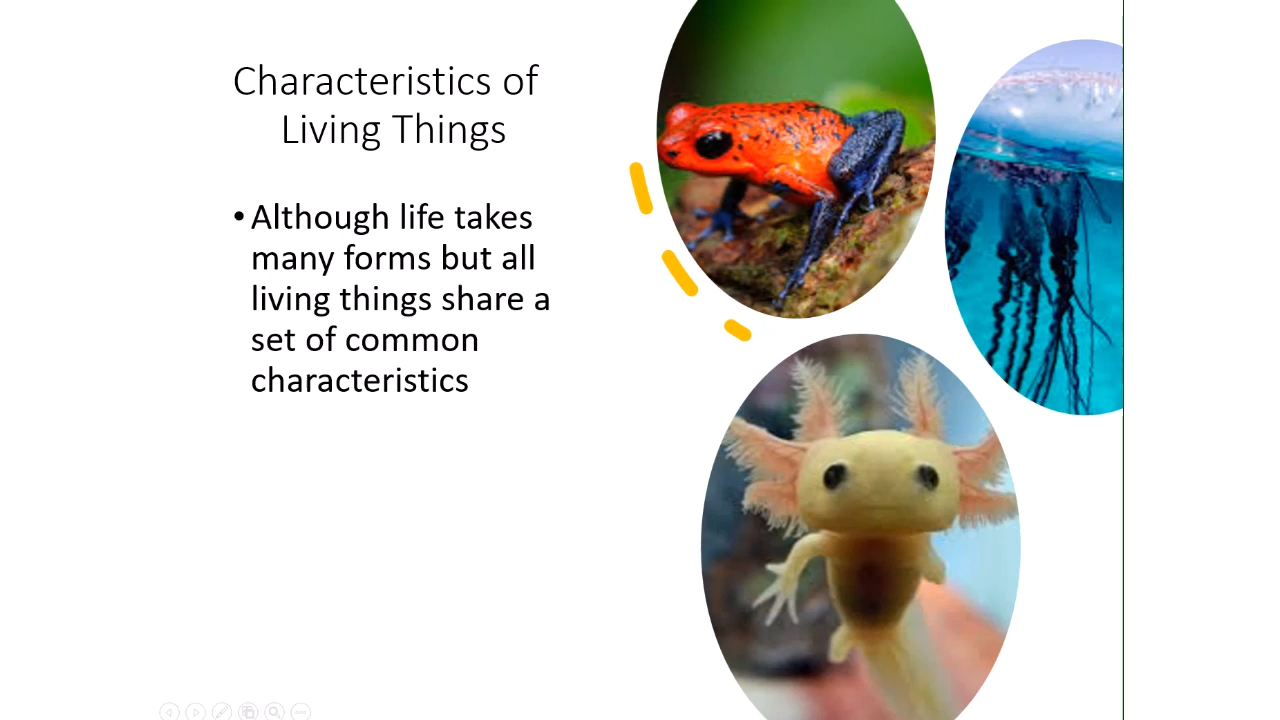 Characteristics of
Living Things
• Although life takes
many forms but all
living things share a
set of common
characteristics